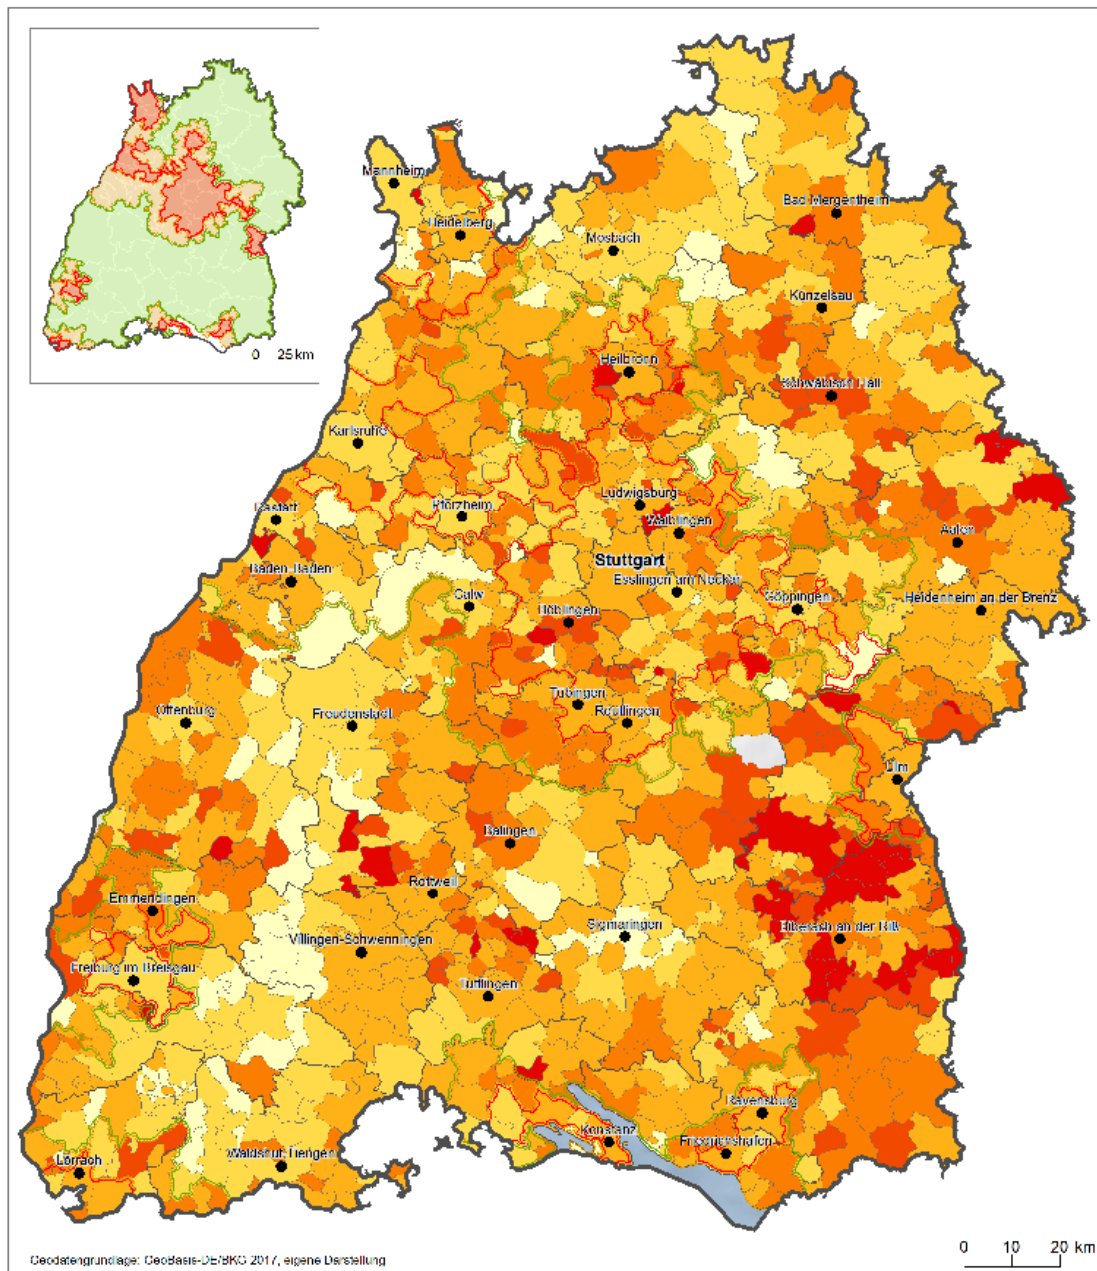 0 25 km
Mannheim
Heidelberg
Bad Mergentheim
Mosbach
Künzelsau
Heilbronn
Schwäbisch Hall
Karlsruhe
Rastatt
Pforzheim
Ludwigsburg
Waiblingen
Aalen
Stuttgart
Baden-Baden
Esslingen am Neckar
Calw
Böblingen
Göppingen
Heidenheim an der Brenz
Tübingen
Reutlingen
Offenburg
Freudenstadt
Ulm
Balingen
Rottweil
Emmendingen
Sigmaringen
Biberach an der Riß
Villingen-Schwenningen
Freiburg im Breisgau
Tuttlingen
Ravensburg
Konstanz
Friedrichshafen
Lörrach
Waldshut-Tiengen
Geodatengrundlage: GeoBasis-DE/BKG 2017, eigene Darstellung
0 10 20 km